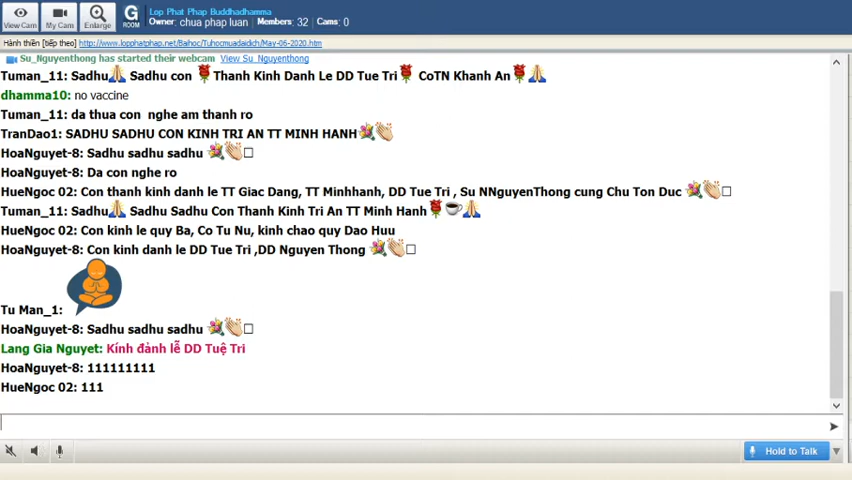 Lop Phat Phap Buddhadhamma
Owner: chua phap luan Members: 32 Cams: 0
View Cam My Cam Enlarge G ROOM
Hành thiền [tiếp theo] http://www.lopphatphap.net/Baihoc/Tuhocmuadaidich/May-06-2020.htm
Su_Nguyenthong has started their webcam View Su Nguyenthong
Tuman_11: Sadhu🙏 Sadhu con 🌹Thanh Kinh Danh Le DD Tue Tri🌹 CoTN Khanh An🌹🙏
dhamma10: no vaccine
Tuman_11: da thua con nghe am thanh ro
TranDao1: SADHU SADHU CON KINH TRI AN TT MINH HANH💐👏
HoaNguyet-8: Sadhu sadhu sadhu 💐👏□
HoaNguyet-8: Da con nghe ro
HueNgoc 02: Con thanh kinh danh le TT Giac Dang, TT Minhhanh, DD Tue Tri , Su NNguyenThong cung Chu Ton Duc 💐👏□
Tuman_11: Sadhu🙏 Sadhu Sadhu Con Thanh Kinh Tri An TT Minh Hanh🌹☕🙏
HueNgoc 02: Con kinh le quy Ba, Co Tu Nu, kinh chao quy Dao Huu
HoaNguyet-8: Con kinh danh le DD Tue Tri ,DD Nguyen Thong 💐👏□
Tu Man_1:
HoaNguyet-8: Sadhu sadhu sadhu 💐👏□
Lang Gia Nguyet: Kính đảnh lễ DD Tuệ Tri
HoaNguyet-8: 111111111
HueNgoc 02: 111
Hold to Talk